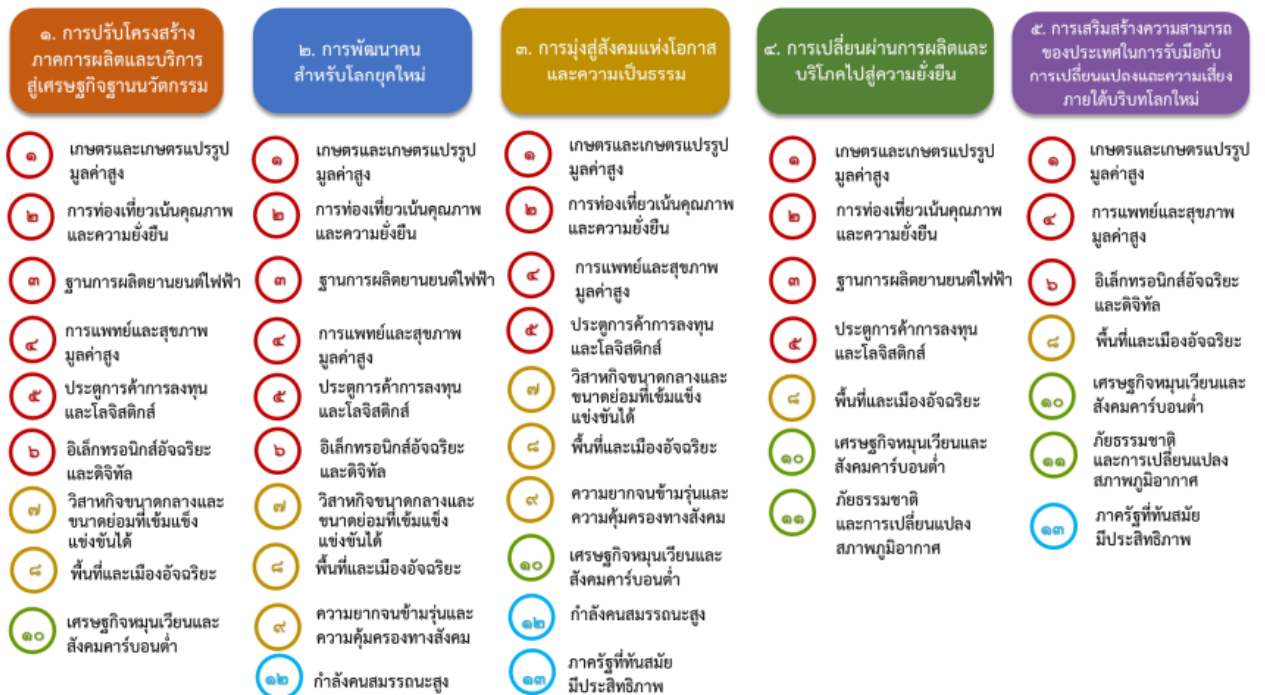 ๑. การปรับโครงสร้าง
ภาคการผลิตและบริการ
สู่เศรษฐกิจฐานนวัตกรรม
๑
เกษตรและเกษตรแปรรูป
มูลค่าสูง
๒
การท่องเที่ยวเน้นคุณภาพ
และความยั่งยืน
๓
ฐานการผลิตยานยนต์ไฟฟ้า
๔
การแพทย์และสุขภาพ
มูลค่าสูง
๕
ประตูการค้าการลงทุน
และโลจิสติกส์
๖
อิเล็กทรอนิกส์อัจฉริยะ
และดิจิทัล
๗
วิสาหกิจขนาดกลางและ
ขนาดย่อมที่เข้มแข็ง
แข่งขันได้
๘
พื้นที่และเมืองอัจฉริยะ
๑๐
เศรษฐกิจหมุนเวียนและ
สังคมคาร์บอนต่ำ
๒. การพัฒนาคน
สำหรับโลกยุคใหม่
๑
เกษตรและเกษตรแปรรูป
มูลค่าสูง
๒
การท่องเที่ยวเน้นคุณภาพ
และความยั่งยืน
๓
ฐานการผลิตยานยนต์ไฟฟ้า
๔
การแพทย์และสุขภาพ
มูลค่าสูง
๕
ประตูการค้าการลงทุน
และโลจิสติกส์
๖
อิเล็กทรอนิกส์อัจฉริยะ
และดิจิทัล
๗
วิสาหกิจขนาดกลางและ
ขนาดย่อมที่เข้มแข็ง
แข่งขันได้
๘
พื้นที่และเมืองอัจฉริยะ
๙
ความยากจนข้ามรุ่นและ
ความคุ้มครองทางสังคม
๑๒
กำลังคนสมรรถนะสูง
๓. การมุ่งสู่สังคมแห่งโอกาส
และความเป็นธรรม
๑
เกษตรและเกษตรแปรรูป
มูลค่าสูง
๒
การท่องเที่ยวเน้นคุณภาพ
และความยั่งยืน
๔
การแพทย์และสุขภาพ
มูลค่าสูง
๕
ประตูการค้าการลงทุน
และโลจิสติกส์
๗
วิสาหกิจขนาดกลางและ
ขนาดย่อมที่เข้มแข็ง
แข่งขันได้
๘
พื้นที่และเมืองอัจฉริยะ
๙
ความยากจนข้ามรุ่นและ
ความคุ้มครองทางสังคม
๑๐
เศรษฐกิจหมุนเวียนและ
สังคมคาร์บอนต่ำ
๑๒
กำลังคนสมรรถนะสูง
๑๓
ภาครัฐที่ทันสมัย
มีประสิทธิภาพ
๔. การเปลี่ยนผ่านการผลิตและ
บริโภคไปสู่ความยั่งยืน
๑
เกษตรและเกษตรแปรรูป
มูลค่าสูง
๒
การท่องเที่ยวเน้นคุณภาพ
และความยั่งยืน
๓
ฐานการผลิตยานยนต์ไฟฟ้า
๕
ประตูการค้าการลงทุน
และโลจิสติกส์
๘
พื้นที่และเมืองอัจฉริยะ
๑๐
เศรษฐกิจหมุนเวียนและ
สังคมคาร์บอนต่ำ
๑๑
ภัยธรรมชาติ
และการเปลี่ยนแปลง
สภาพภูมิอากาศ
๕. การเสริมสร้างความสามารถ
ของประเทศในการรับมือกับ
การเปลี่ยนแปลงและความเสี่ยง
ภายใต้บริบทโลกใหม่
๑
เกษตรและเกษตรแปรรูป
มูลค่าสูง
๔
การแพทย์และสุขภาพ
มูลค่าสูง
๖
อิเล็กทรอนิกส์อัจฉริยะ
และดิจิทัล
๘
พื้นที่และเมืองอัจฉริยะ
๑๐
เศรษฐกิจหมุนเวียนและ
สังคมคาร์บอนต่ำ
๑๑
ภัยธรรมชาติ
และการเปลี่ยนแปลง
สภาพภูมิอากาศ
๑๓
ภาครัฐที่ทันสมัย
มีประสิทธิภาพ